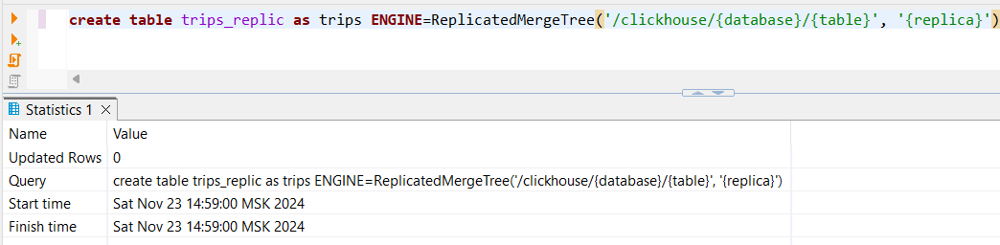 create table trips_replic as trips ENGINE=ReplicatedMergeTree('/clickhouse/{database}/{table}', '{replica}')
Statistics 1
Name Value
Updated Rows 0
Query create table trips_replic as trips ENGINE=ReplicatedMergeTree('/clickhouse/{database}/{table}', '{replica}')
Start time Sat Nov 23 14:59:00 MSK 2024
Finish time Sat Nov 23 14:59:00 MSK 2024